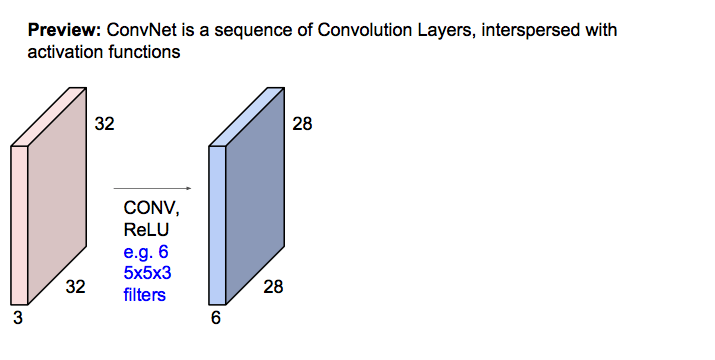 Preview: ConvNet is a sequence of Convolution Layers, interspersed with
activation functions
32
28
CONV,
ReLU
e.g. 6
5x5x3
filters
32
28
3
6